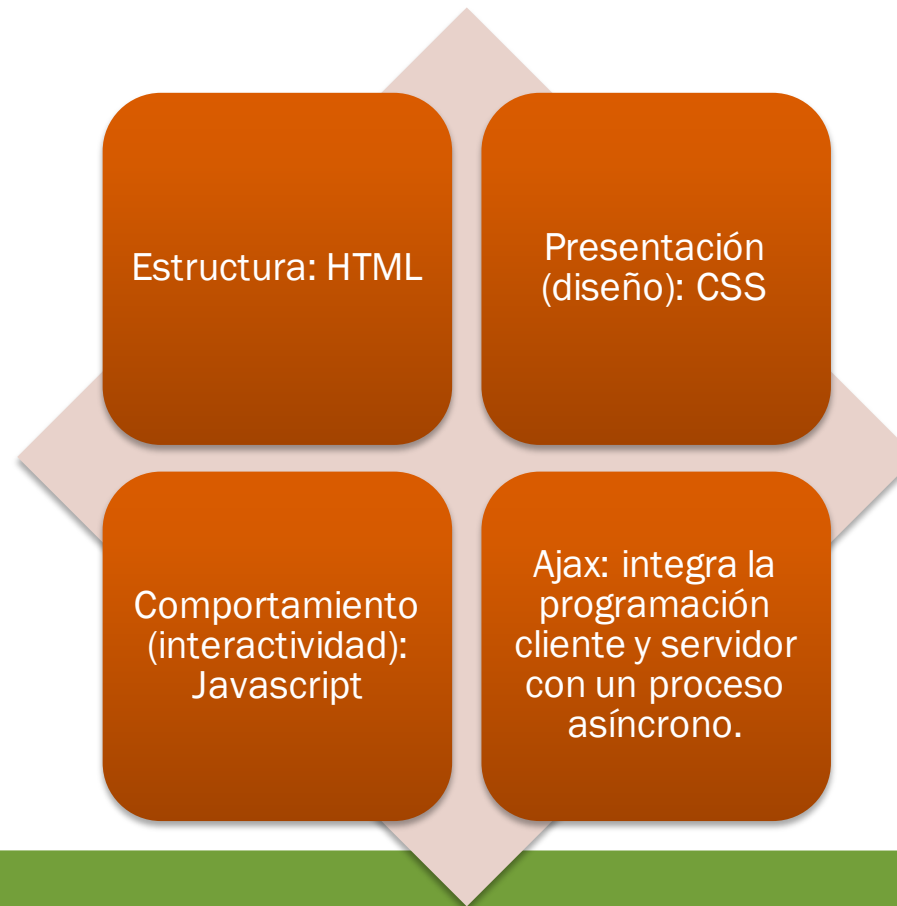 Estructura: HTML
Presentación
(diseño): CSS
Comportamiento
(interactividad):
Javascript
Ajax: integra la
programación
cliente y servidor
con un proceso
asíncrono.